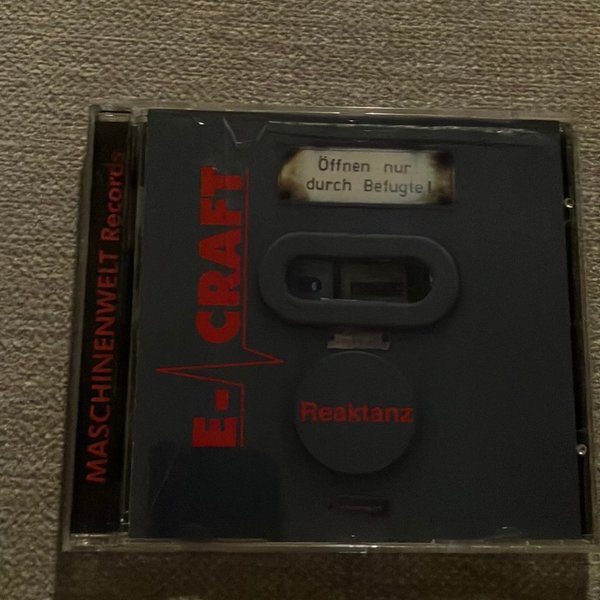 MASCHINENWELT Records
E-CRAFT
Öffnen nur
durch Befugte!
Reaktanz